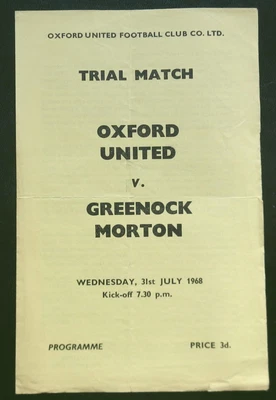 OXFORD UNITED FOOTBALL CLUB CO. LTD.
TRIAL MATCH
OXFORD
UNITED
v.
GREENOCK
MORTON
WEDNESDAY, 31st JULY 1968
Kick-off 7.30 p.m.
PROGRAMME PRICE 3d.